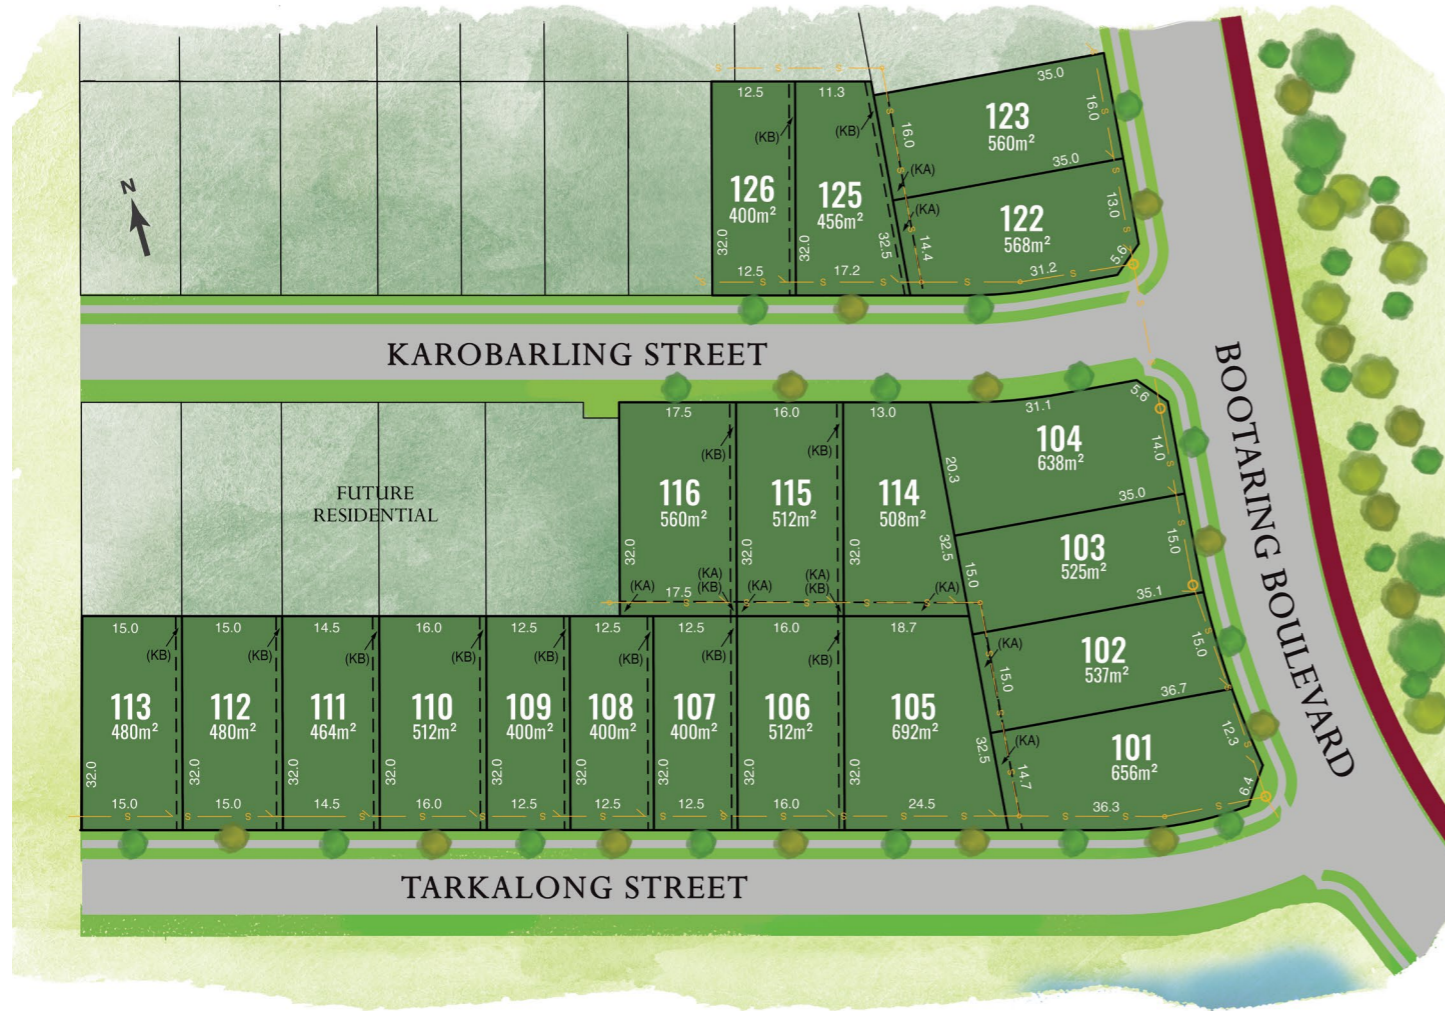 35.0
12.5
11.3
16.0
123
560m²
16.0
(KB)
(KB)
35.0
(KA)
N
126
400m²
125
456m²
(KA)
13.0
122
568m²
32.0
32.0
32.5
14.4
5.6
12.5
17.2
31.2
S S S S S S S
KAROBARLING STREET
BOOTARING BOULEVARD
17.5
16.0
13.0
31.1
5.6
(KB)
(KB)
104
638m²
14.0
20.3
FUTURE
RESIDENTIAL
116
560m²
115
512m²
114
508m²
35.0
32.0
32.0
32.0
32.5
15.0
103
525m²
15.0
(KA)
17.5
(KA)
(KB)
(KA)
(KA)
(KB)
(KA)
35.1
15.0
15.0
14.5
16.0
12.5
12.5
12.5
16.0
18.7
(KB)
(KB)
(KB)
(KB)
(KB)
(KB)
(KB)
(KB)
(KA)
15.0
102
537m²
15.0
36.7
113
480m²
112
480m²
111
464m²
110
512m²
109
400m²
108
400m²
107
400m²
106
512m²
105
692m²
12.3
32.0
32.0
32.0
32.0
32.0
32.0
32.0
32.0
32.0
32.5
(KA)
101
656m²
14.7
6.4
15.0
15.0
14.5
16.0
12.5
12.5
12.5
16.0
24.5
36.3
S S S S S S S S S S S S
TARKALONG STREET